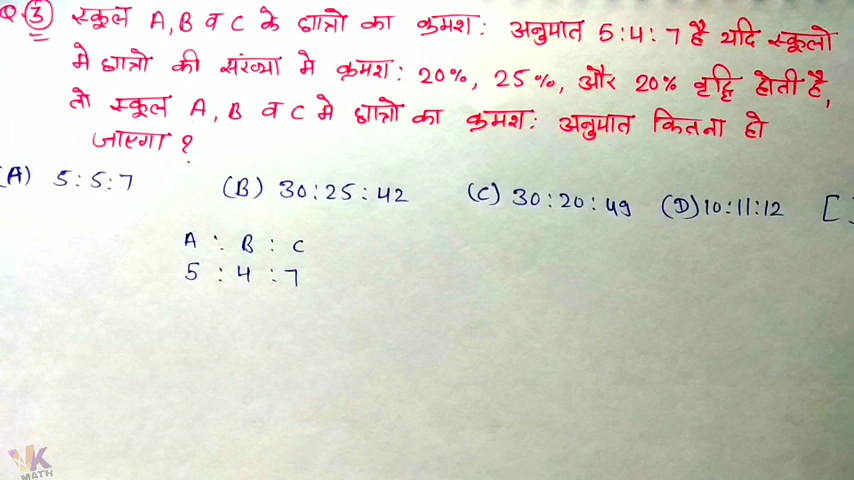 Q.③ स्कूल A, B व C के छात्रो का क्रमश: अनुपात 5:4:7 है यदि स्कूलो
मे छात्रो की संख्या मे क्रमश: 20%, 25%, और 20% वृद्धि होती है,
तो स्कूल A, B व C मे छात्रो का क्रमश: अनुपात कितना हो
जाएगा ?
(A) 5:5:7 (B) 30:25:42 (C) 30:20:49 (D) 10:11:12 [ ]
A : B : C
5 : 4 : 7
VK
MATH